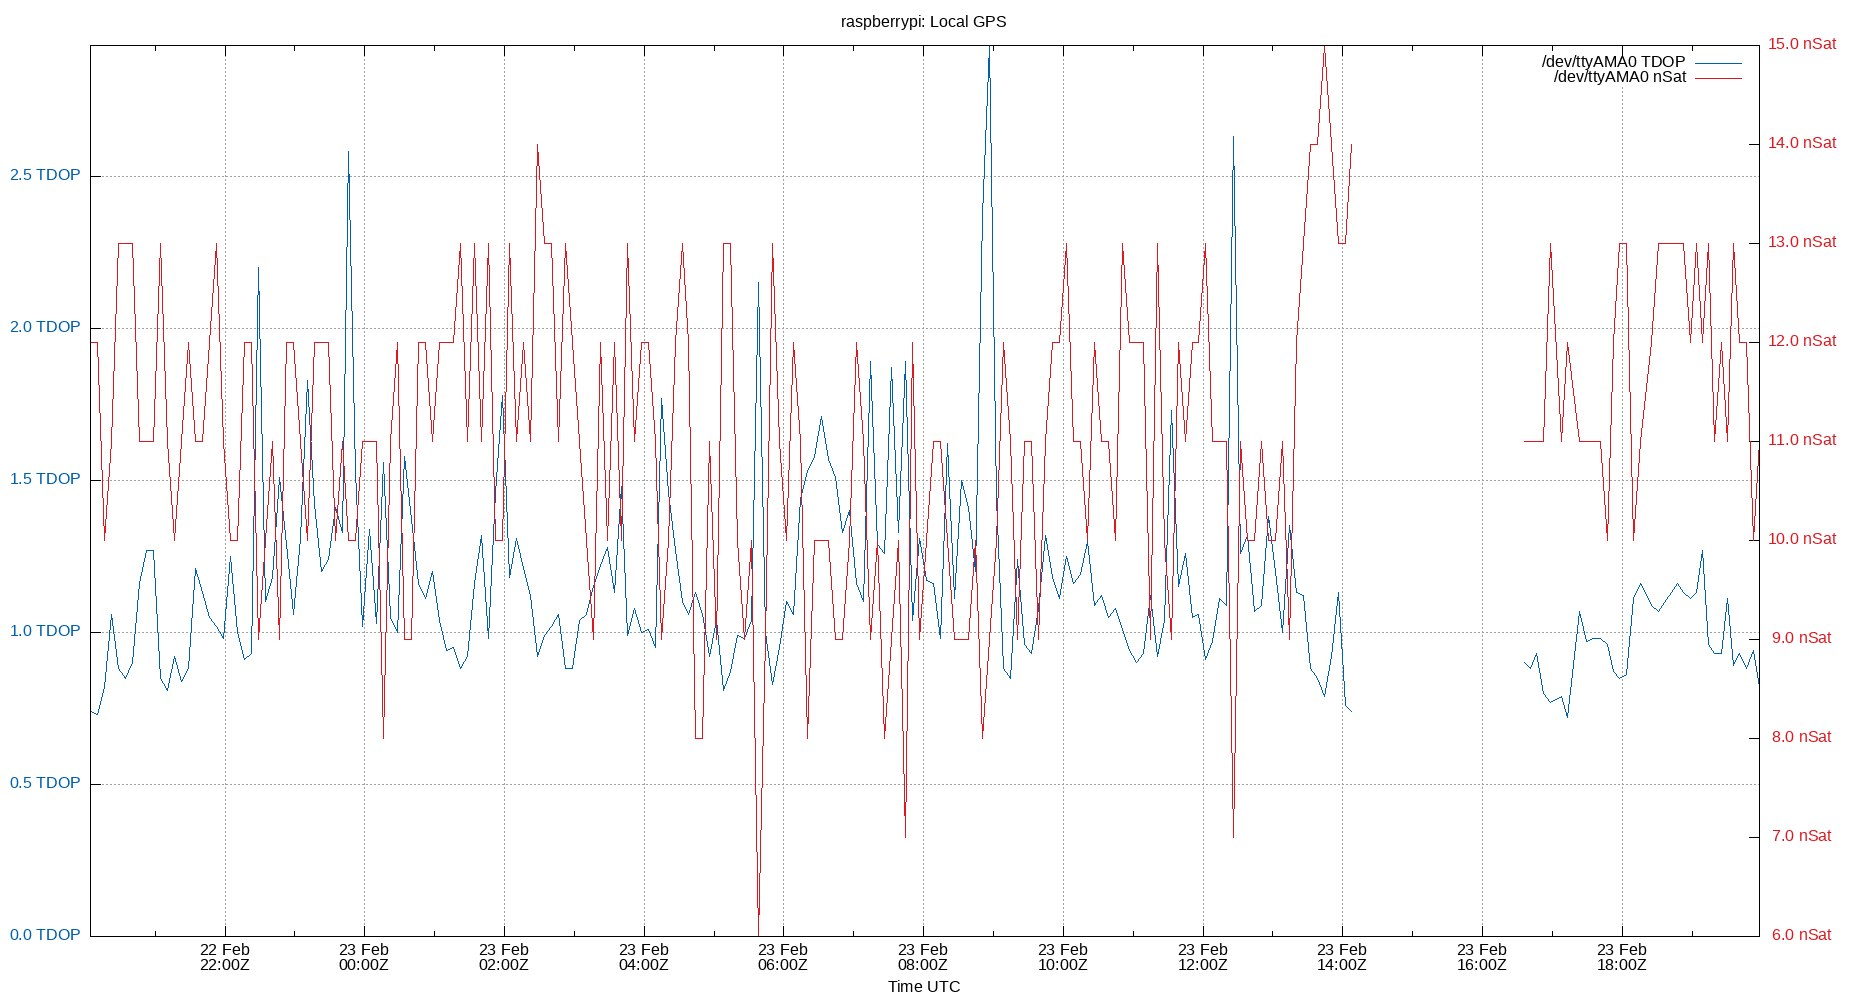 raspberrypi: Local GPS
/dev/ttyAMA0 TDOP
/dev/ttyAMA0 nSat
2.5 TDOP
2.0 TDOP
1.5 TDOP
1.0 TDOP
0.5 TDOP
0.0 TDOP
15.0 nSat
14.0 nSat
13.0 nSat
12.0 nSat
11.0 nSat
10.0 nSat
9.0 nSat
8.0 nSat
7.0 nSat
6.0 nSat
22 Feb
22:00Z
23 Feb
00:00Z
23 Feb
02:00Z
23 Feb
04:00Z
23 Feb
06:00Z
23 Feb
08:00Z
23 Feb
10:00Z
23 Feb
12:00Z
23 Feb
14:00Z
23 Feb
16:00Z
23 Feb
18:00Z
Time UTC